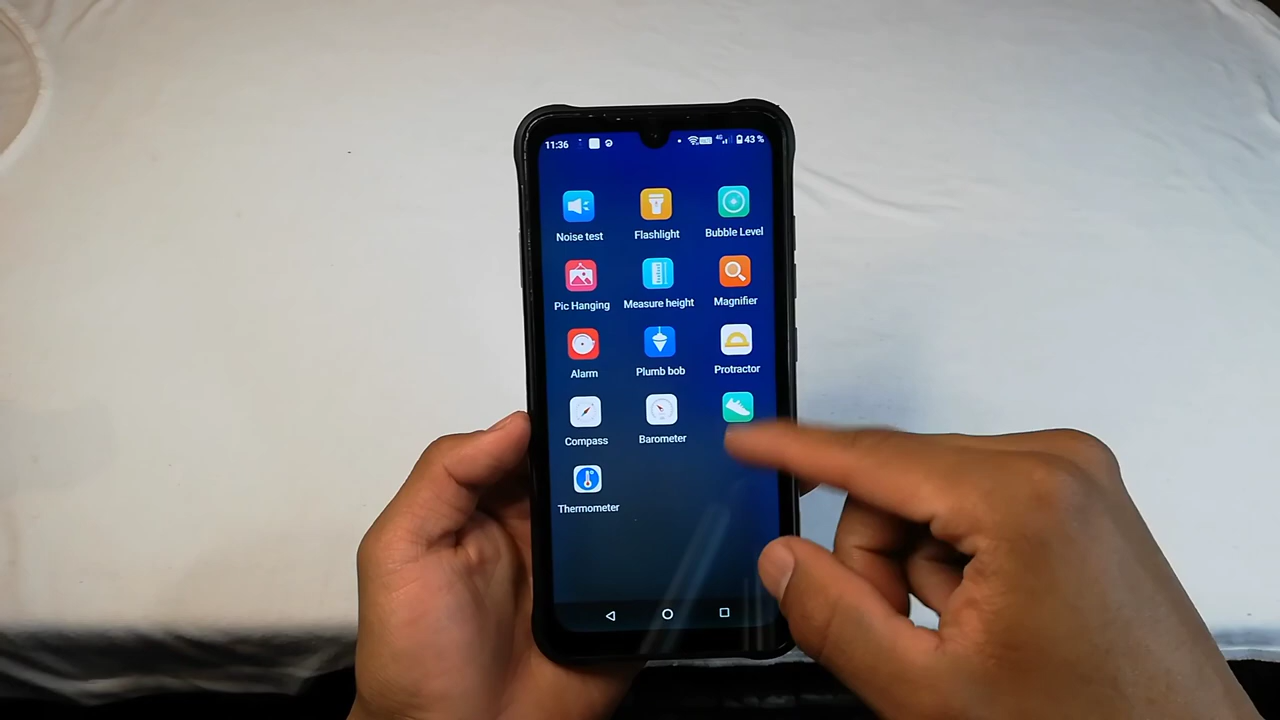 11:36 4G 43 %
Noise test Flashlight Bubble Level
Pic Hanging Measure height Magnifier
Alarm Plumb bob Protractor
Compass Barometer
Thermometer